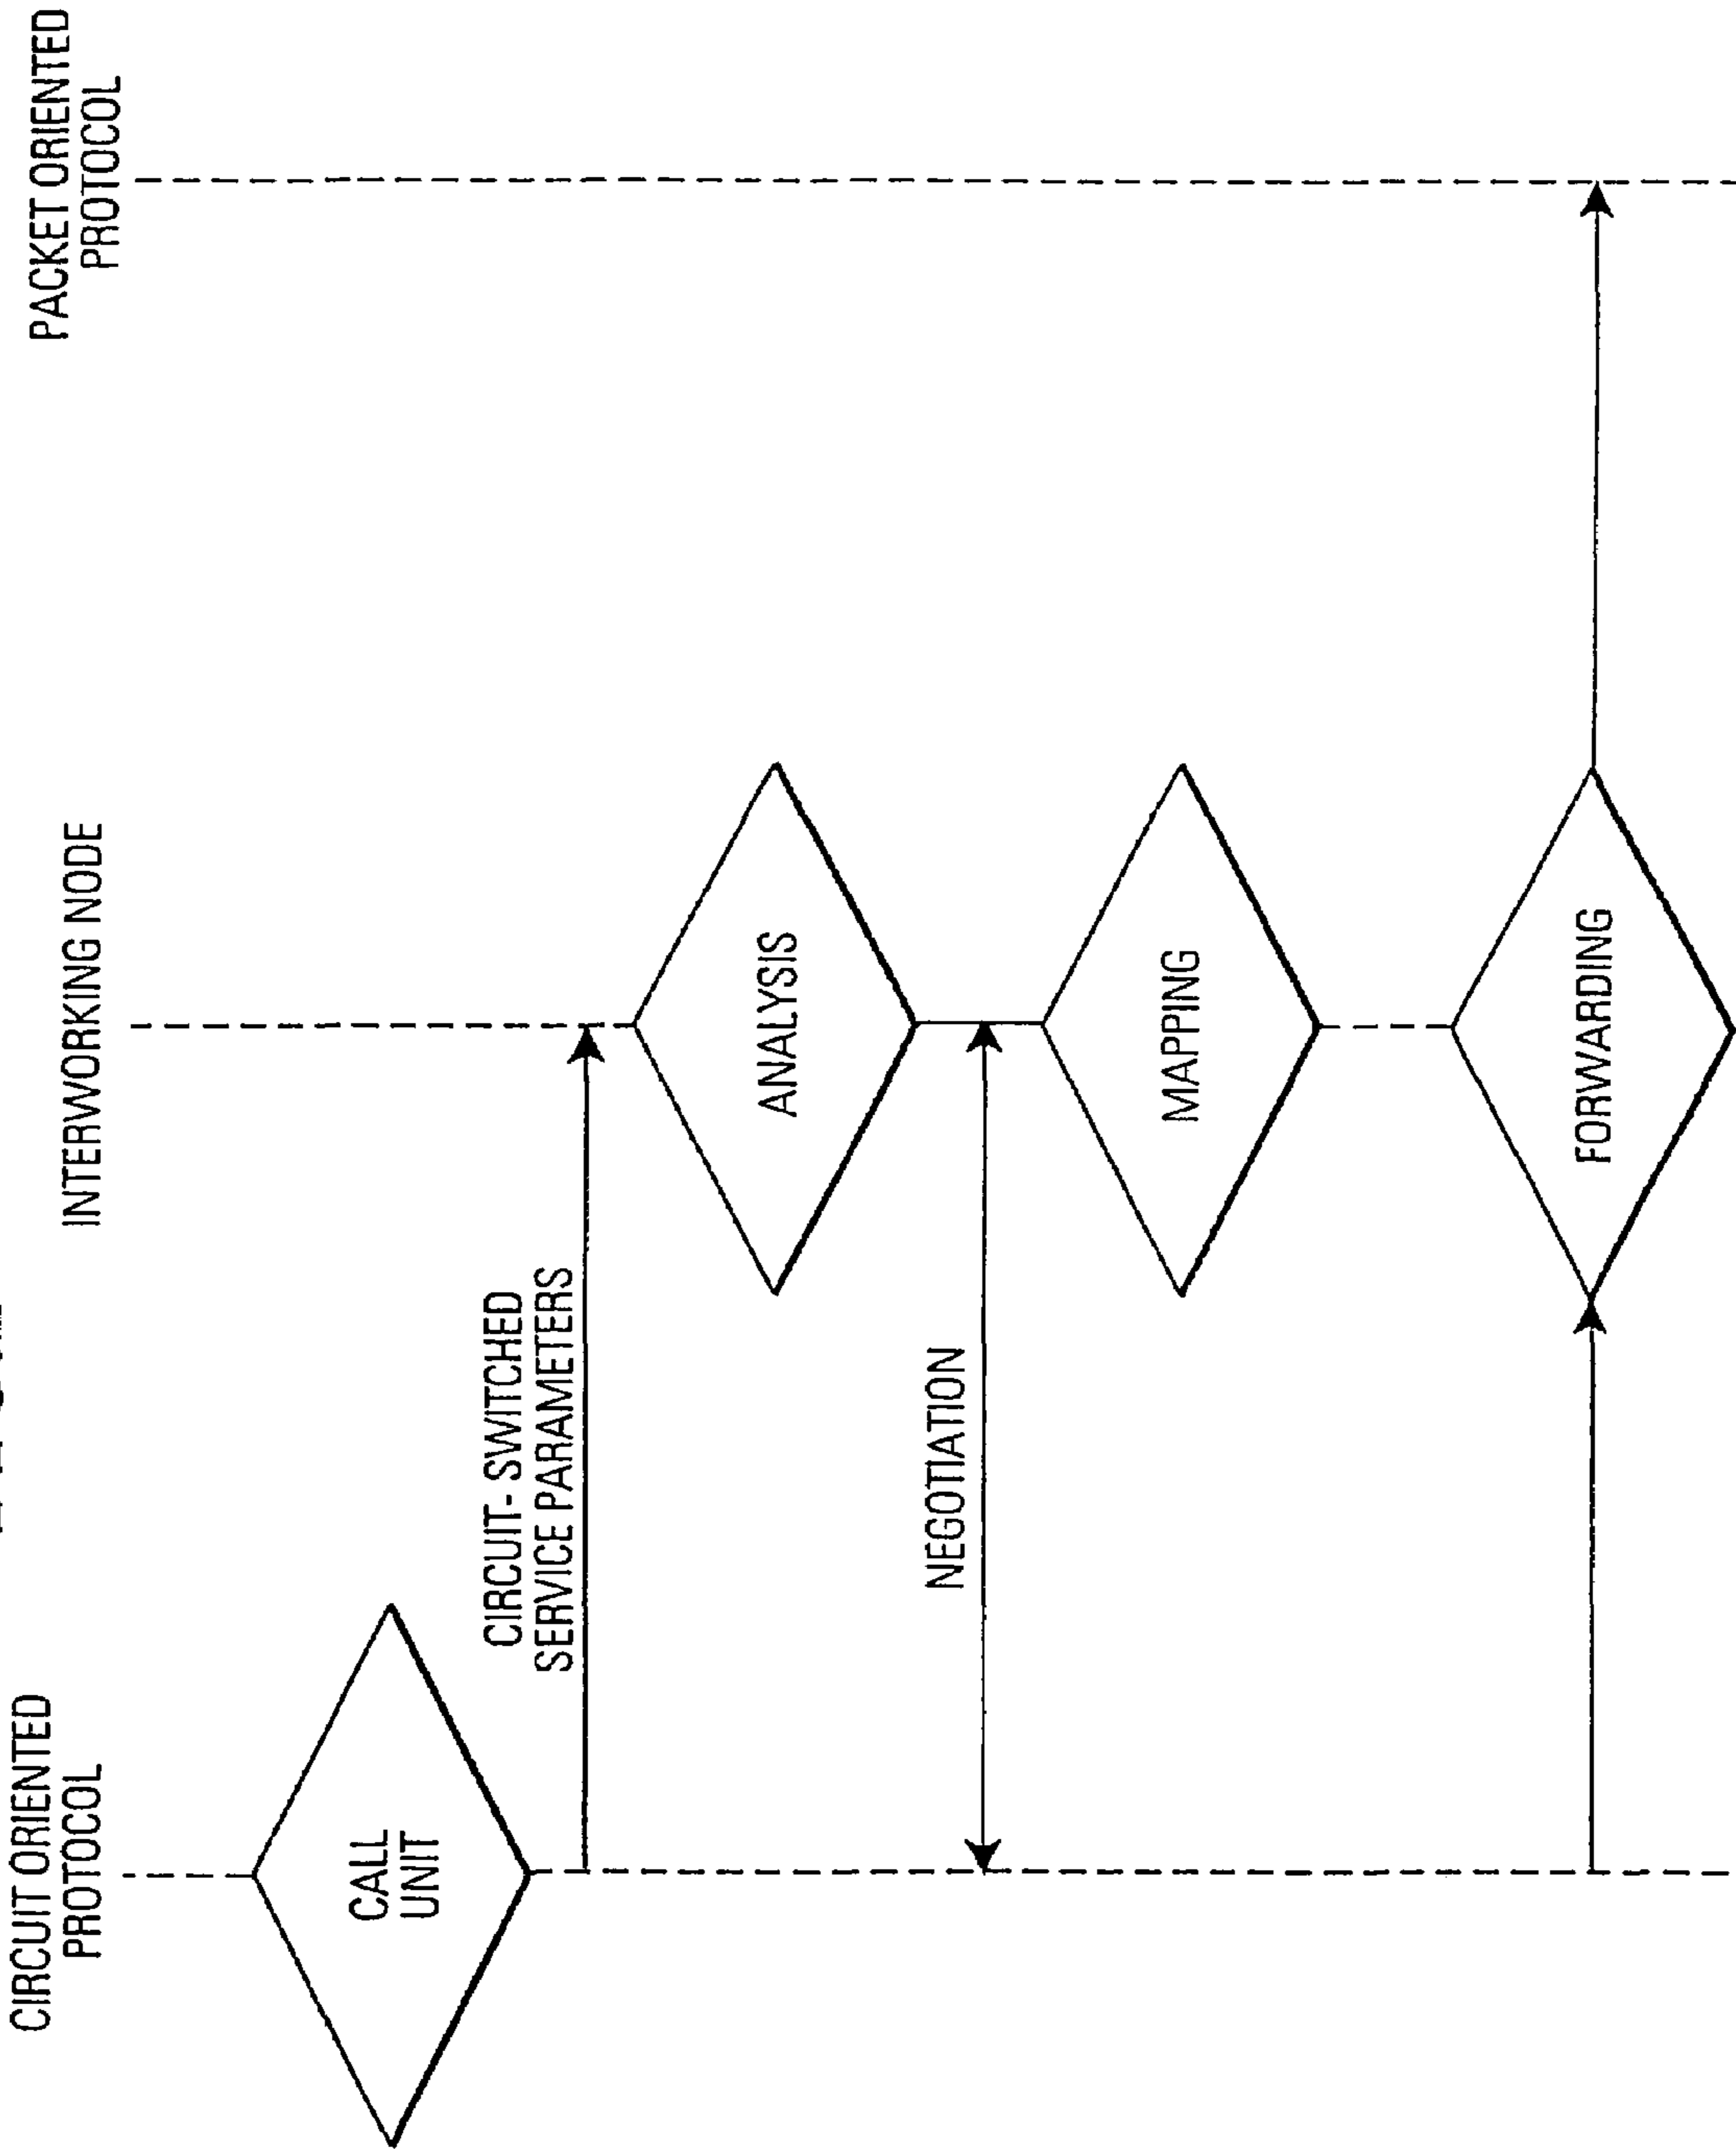 CIRCUIT ORIENTED
PROTOCOL
INTERWORKING NODE
PACKET ORIENTED
PROTOCOL
CALL
UNIT
CIRCUIT- SWITCHED
SERVICE PARAMETERS
ANALYSIS
NEGOTIATION
MAPPING
FORWARDING